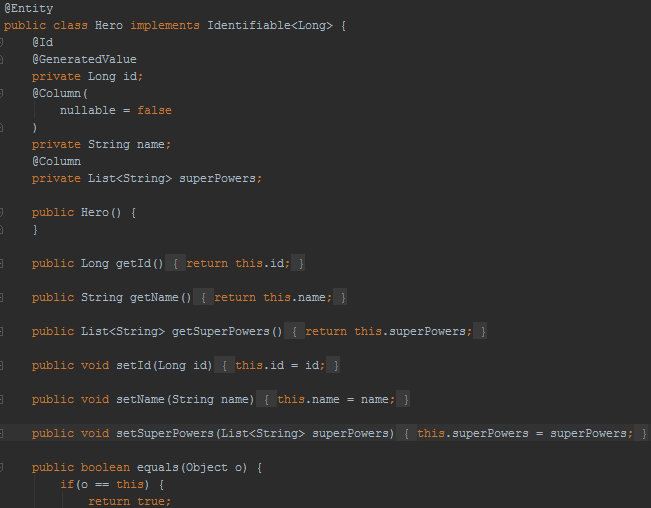 @Entity
public class Hero implements Identifiable<Long> {
@Id
@GeneratedValue
private Long id;
@Column(
nullable = false
)
private String name;
@Column
private List<String> superPowers;
public Hero() {
}
public Long getId() { return this.id; }
public String getName() { return this.name; }
public List<String> getSuperPowers() { return this.superPowers; }
public void setId(Long id) { this.id = id; }
public void setName(String name) { this.name = name; }
public void setSuperPowers(List<String> superPowers) { this.superPowers = superPowers; }
public boolean equals(Object o) {
if(o == this) {
return true;